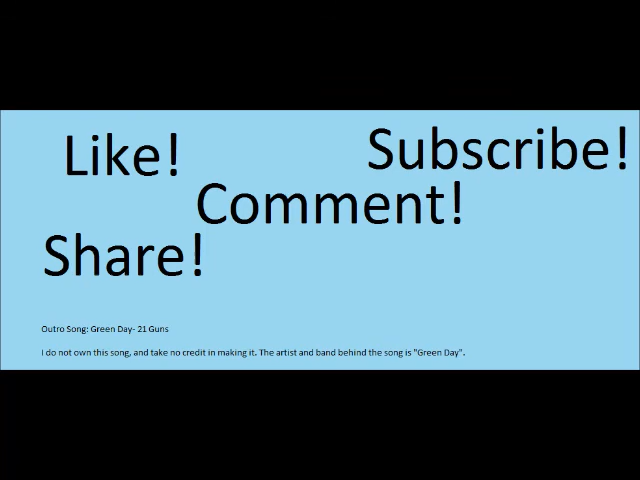 Like!
Subscribe!
Comment!
Share!
Outro Song: Green Day- 21 Guns
I do not own this song, and take no credit in making it. The artist and band behind the song is "Green Day".